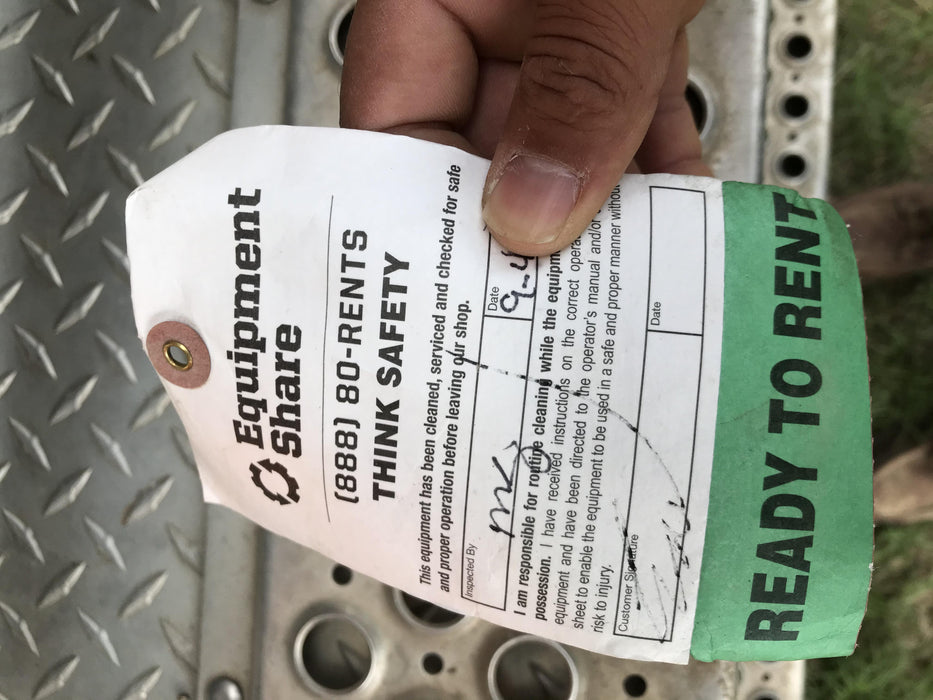 Equipment
Share
(888) 80-RENTS
THINK SAFETY
This equipment has been cleaned, serviced and checked for safe
and proper operation before leaving our shop.
Inspected By
Date
9-
I am responsible for routine cleaning while the equipm
possession. I have received instructions on the correct opera
equipment and have been directed to the operator's manual and/or
sheet to enable the equipment to be used in a safe and proper manner withou
risk to injury.
Customer Signature
Date
READY TO RENT